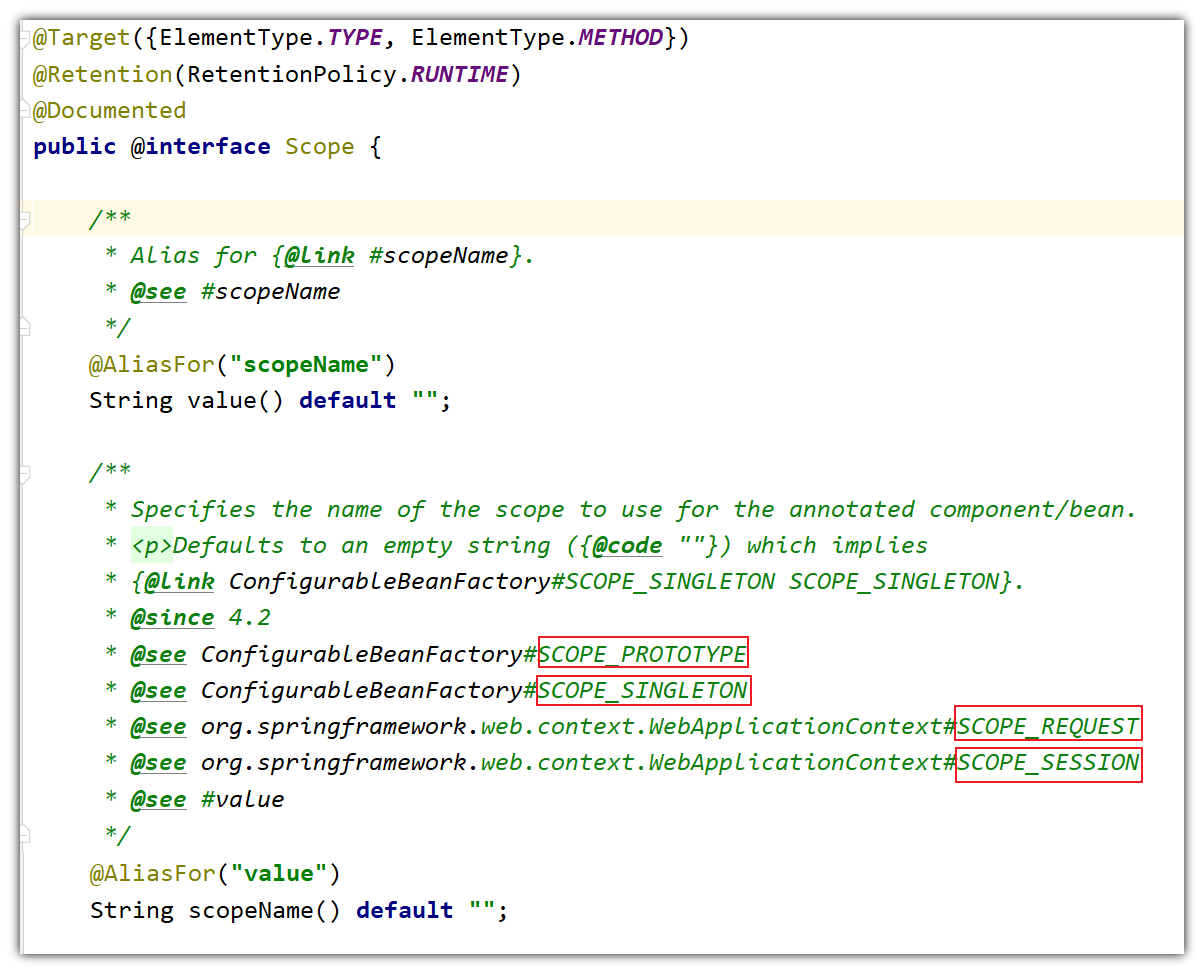 @Target({ElementType.TYPE, ElementType.METHOD})
@Retention(RetentionPolicy.RUNTIME)
@Documented
public @interface Scope {
/**
* Alias for {@link #scopeName}.
* @see #scopeName
*/
@AliasFor("scopeName")
String value() default "";
/**
* Specifies the name of the scope to use for the annotated component/bean.
* <p>Defaults to an empty string ({@code ""}) which implies
* {@link ConfigurableBeanFactory#SCOPE_SINGLETON SCOPE_SINGLETON}.
* @since 4.2
* @see ConfigurableBeanFactory#SCOPE_PROTOTYPE
* @see ConfigurableBeanFactory#SCOPE_SINGLETON
* @see org.springframework.web.context.WebApplicationContext#SCOPE_REQUEST
* @see org.springframework.web.context.WebApplicationContext#SCOPE_SESSION
* @see #value
*/
@AliasFor("value")
String scopeName() default "";